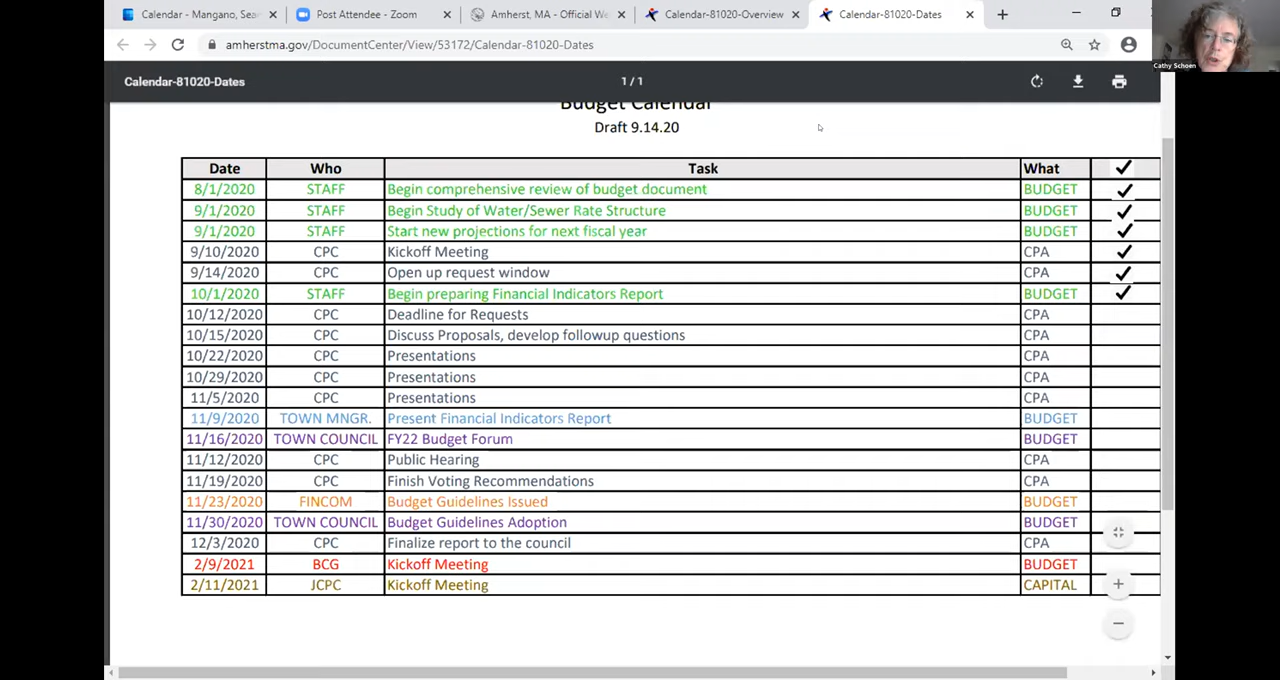 Calendar - Mangano, Sea
Post Attendee - Zoom
Amherst, MA - Official We
Calendar-81020-Overview
Calendar-81020-Dates
amherstma.gov/DocumentCenter/View/53172/Calendar-81020-Dates
Cathy Schoen
Calendar-81020-Dates 1 / 1
Budget Calendar
Draft 9.14.20
Date Who Task What ✓
8/1/2020 STAFF Begin comprehensive review of budget document BUDGET ✓
9/1/2020 STAFF Begin Study of Water/Sewer Rate Structure BUDGET ✓
9/1/2020 STAFF Start new projections for next fiscal year BUDGET ✓
9/10/2020 CPC Kickoff Meeting CPA ✓
9/14/2020 CPC Open up request window CPA ✓
10/1/2020 STAFF Begin preparing Financial Indicators Report BUDGET ✓
10/12/2020 CPC Deadline for Requests CPA
10/15/2020 CPC Discuss Proposals, develop followup questions CPA
10/22/2020 CPC Presentations CPA
10/29/2020 CPC Presentations CPA
11/5/2020 CPC Presentations CPA
11/9/2020 TOWN MNGR. Present Financial Indicators Report BUDGET
11/16/2020 TOWN COUNCIL FY22 Budget Forum BUDGET
11/12/2020 CPC Public Hearing CPA
11/19/2020 CPC Finish Voting Recommendations CPA
11/23/2020 FINCOM Budget Guidelines Issued BUDGET
11/30/2020 TOWN COUNCIL Budget Guidelines Adoption BUDGET
12/3/2020 CPC Finalize report to the council CPA
2/9/2021 BCG Kickoff Meeting BUDGET
2/11/2021 JCPC Kickoff Meeting CAPITAL